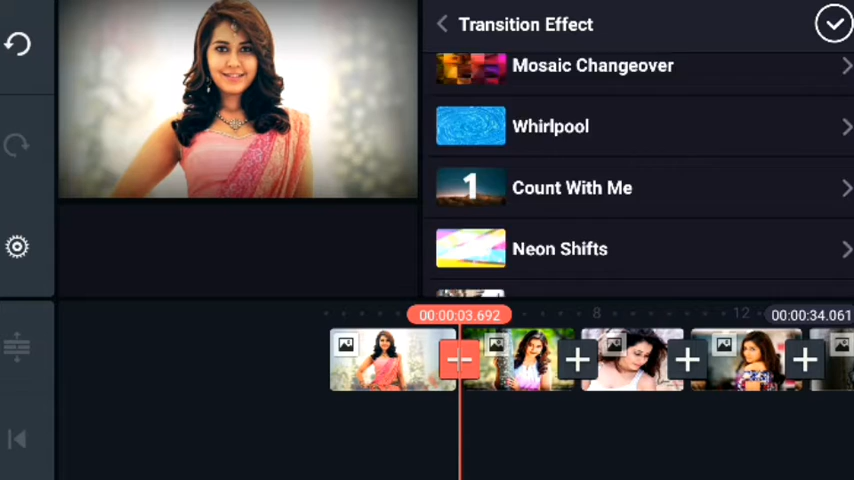 Transition Effect
Mosaic Changeover
Whirlpool
1
Count With Me
Neon Shifts
00:00:03.692
8
12
00:00:34.061